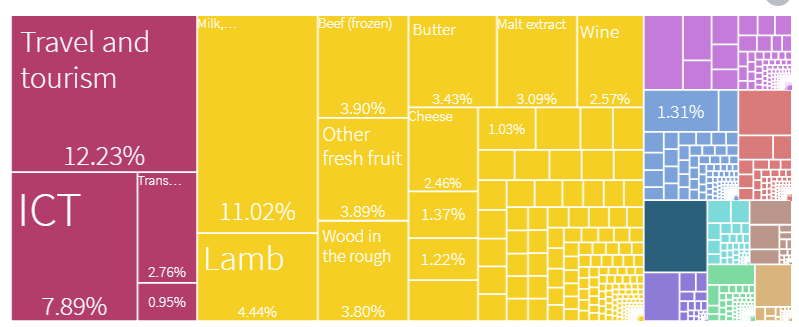 Travel and
tourism
12.23%
ICT
7.89%
Trans...
2.76%
0.95%
Milk,...
11.02%
Lamb
4.44%
Beef (frozen)
3.90%
Other
fresh fruit
3.89%
Wood in
the rough
3.80%
Butter
3.43%
Malt extract
3.09%
Wine
2.57%
Cheese
2.46%
1.37%
1.22%
1.03%
1.31%